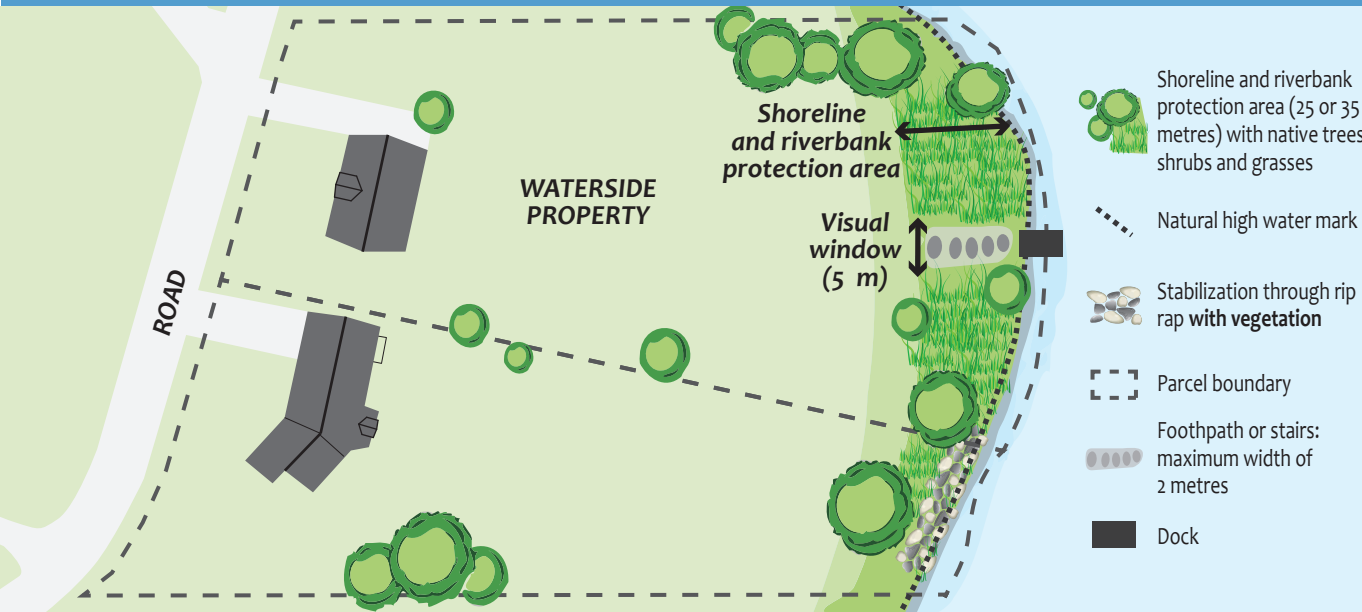 Shoreline
and riverbank
protection area
WATERSIDE
PROPERTY
Visual
window
(5 m)
ROAD
Shoreline and riverbank
protection area (25 or 35
metres) with native trees
shrubs and grasses
Natural high water mark
Stabilization through rip
rap with vegetation
Parcel boundary
Foothpath or stairs:
maximum width of
2 metres
Dock